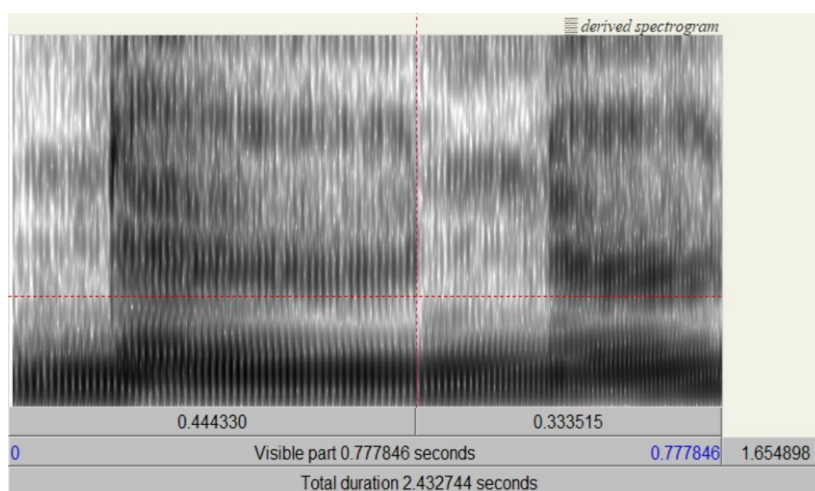 derived spectrogram
0.444330 0.333515
0 Visible part 0.777846 seconds 0.777846 1.654898
Total duration 2.432744 seconds